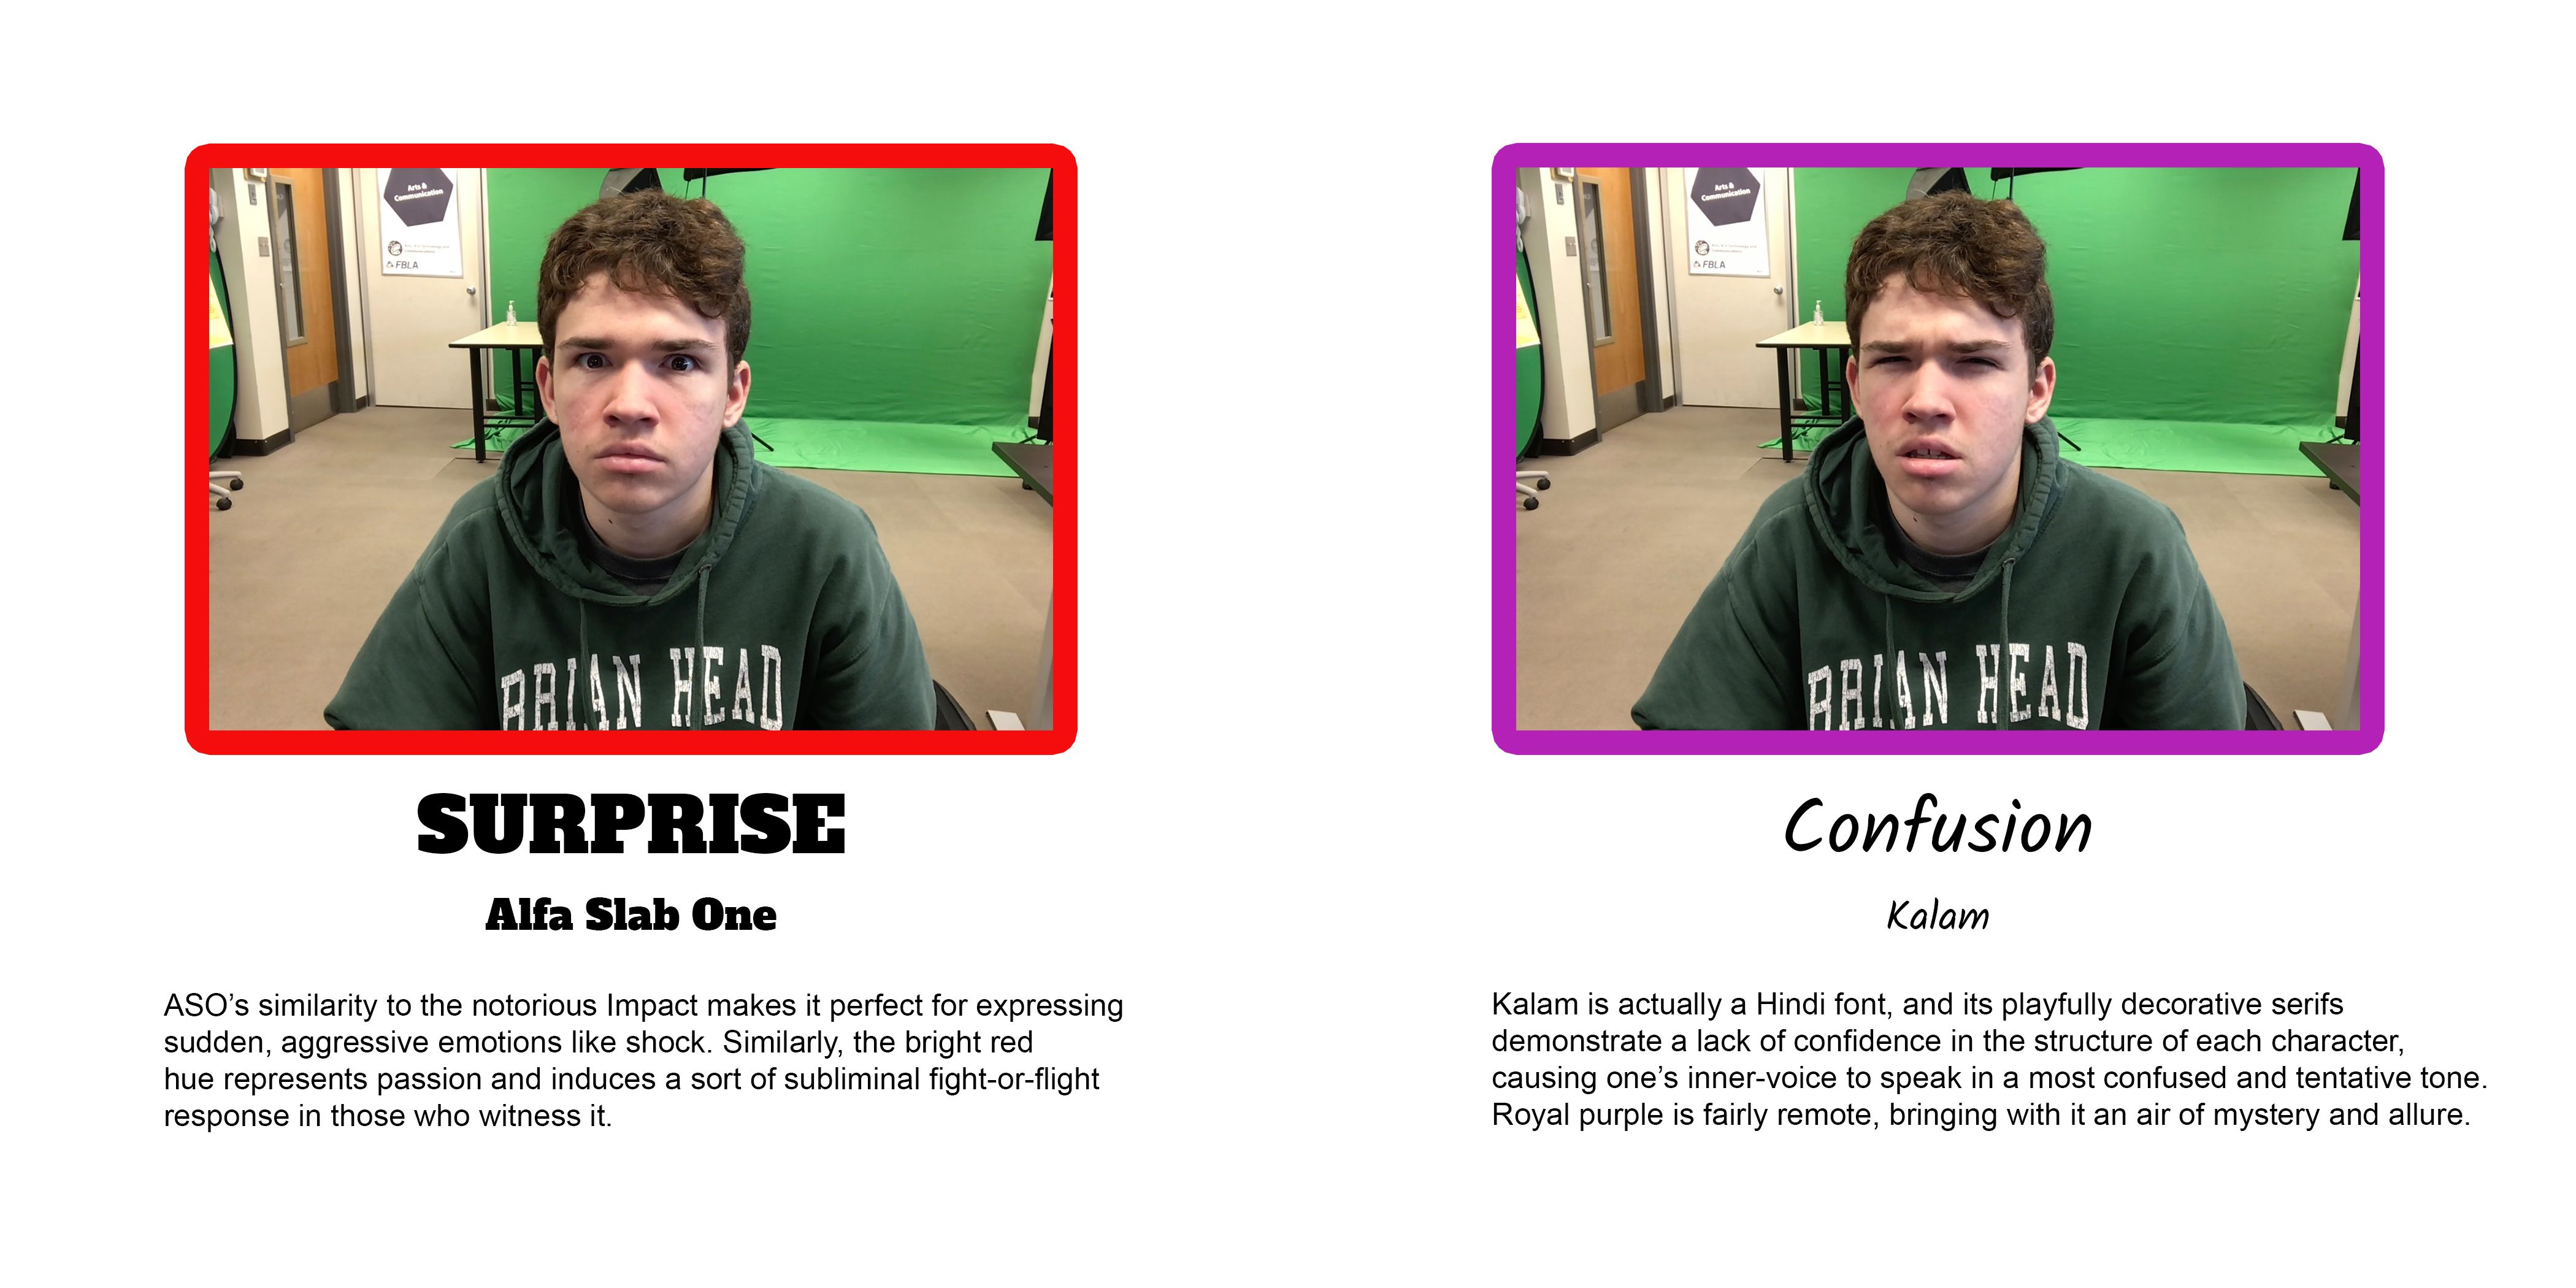 Arts &
Communication
FBLA
BRIAN HEAD
SURPRISE
Alfa Slab One
ASO’s similarity to the notorious Impact makes it perfect for expressing
sudden, aggressive emotions like shock. Similarly, the bright red
hue represents passion and induces a sort of subliminal fight-or-flight
response in those who witness it.
Arts &
Communication
FBLA
BRIAN HEAD
Confusion
Kalam
Kalam is actually a Hindi font, and its playfully decorative serifs
demonstrate a lack of confidence in the structure of each character,
causing one’s inner-voice to speak in a most confused and tentative tone.
Royal purple is fairly remote, bringing with it an air of mystery and allure.